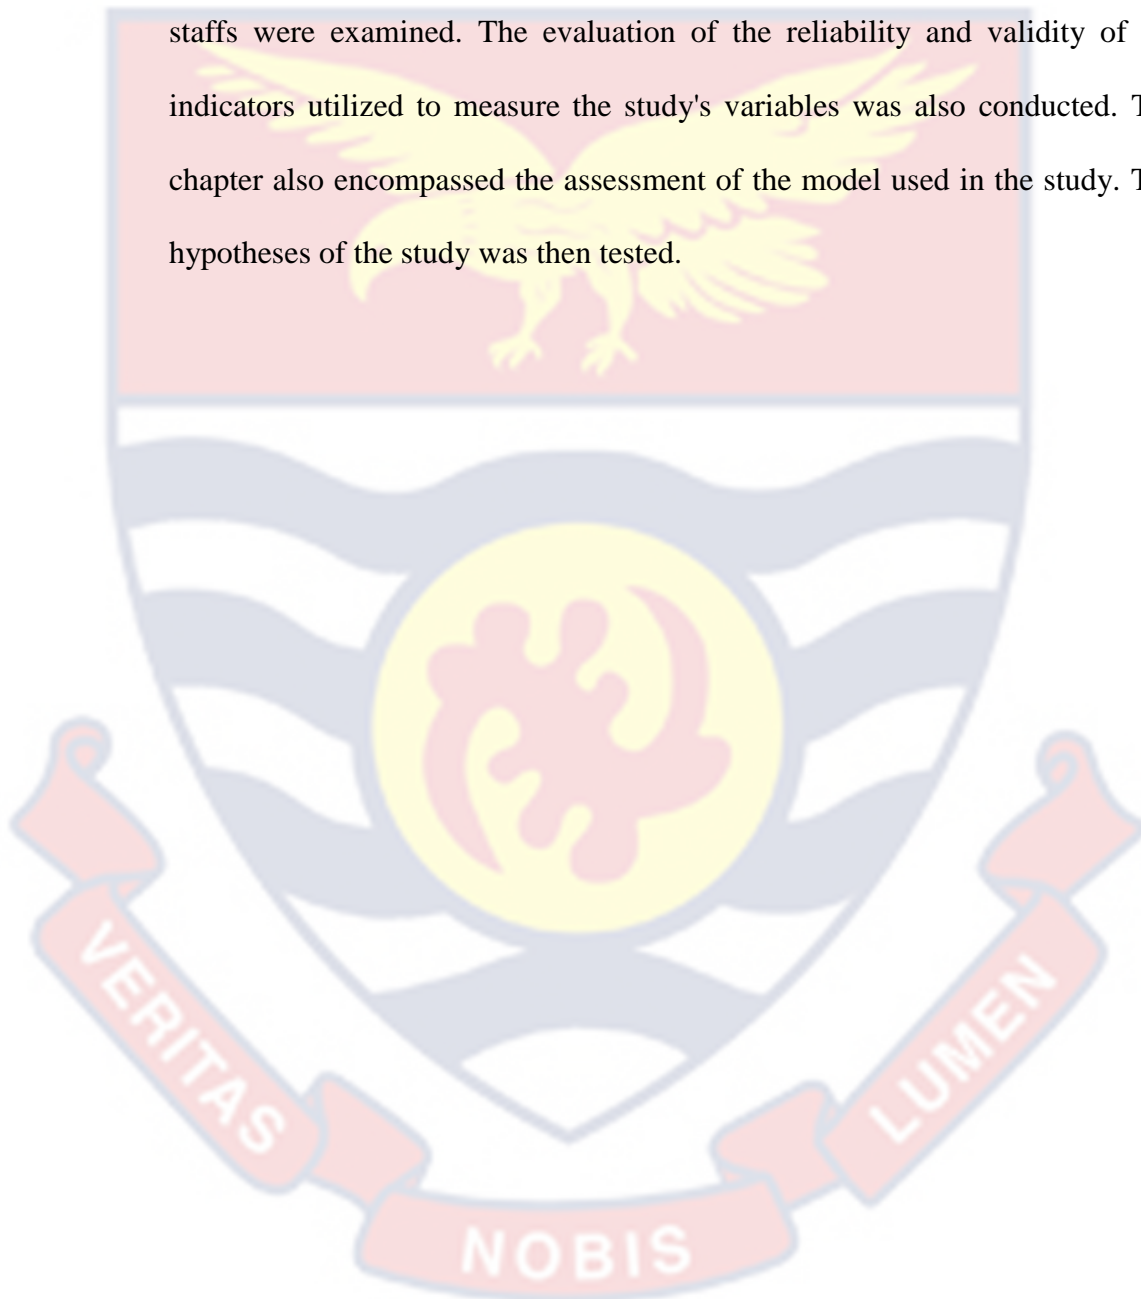 staffs were examined. The evaluation of the reliability and validity of
indicators utilized to measure the study's variables was also conducted. T
chapter also encompassed the assessment of the model used in the study. T
hypotheses of the study was then tested.
VERITAS
NOBIS
LUMEN